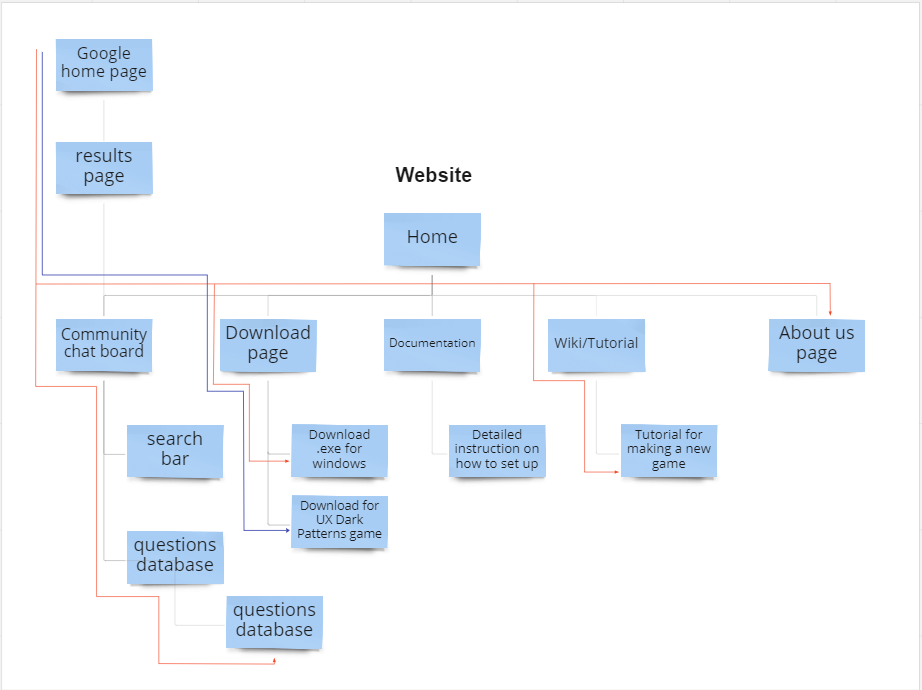 Google
home page
results
page
Website
Home
Community
chat board
Download
page
Documentation
Wiki/Tutorial
About us
page
search
bar
Download
.exe for
windows
Detailed
instruction on
how to set up
Tutorial for
making a new
game
Download for
UX Dark
Patterns game
questions
database
questions
database